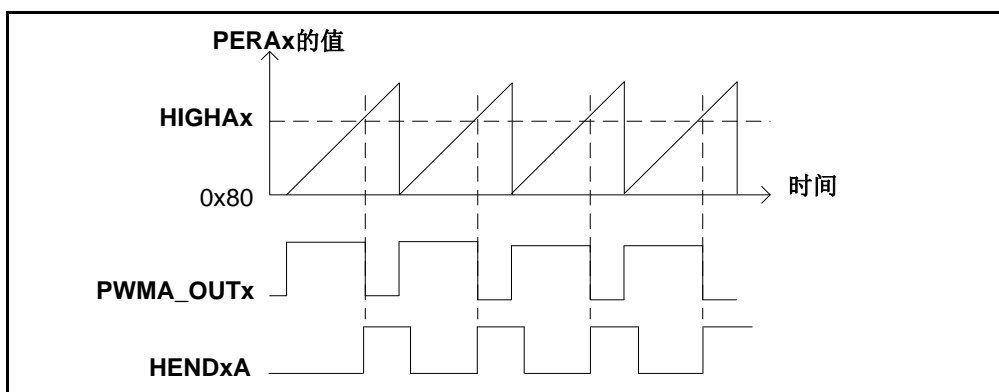 PERAx的值
HIGHAx
0x80
时间
PWMA_OUTx
HENDxA